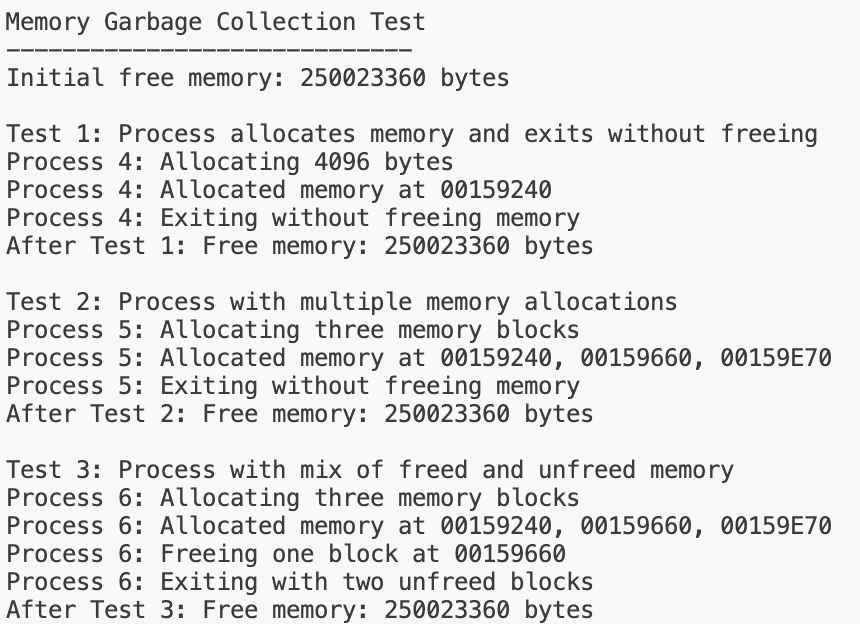 Memory Garbage Collection Test
-----------------------------
Initial free memory: 250023360 bytes
Test 1: Process allocates memory and exits without freeing
Process 4: Allocating 4096 bytes
Process 4: Allocated memory at 00159240
Process 4: Exiting without freeing memory
After Test 1: Free memory: 250023360 bytes
Test 2: Process with multiple memory allocations
Process 5: Allocating three memory blocks
Process 5: Allocated memory at 00159240, 00159660, 00159E70
Process 5: Exiting without freeing memory
After Test 2: Free memory: 250023360 bytes
Test 3: Process with mix of freed and unfreed memory
Process 6: Allocating three memory blocks
Process 6: Allocated memory at 00159240, 00159660, 00159E70
Process 6: Freeing one block at 00159660
Process 6: Exiting with two unfreed blocks
After Test 3: Free memory: 250023360 bytes